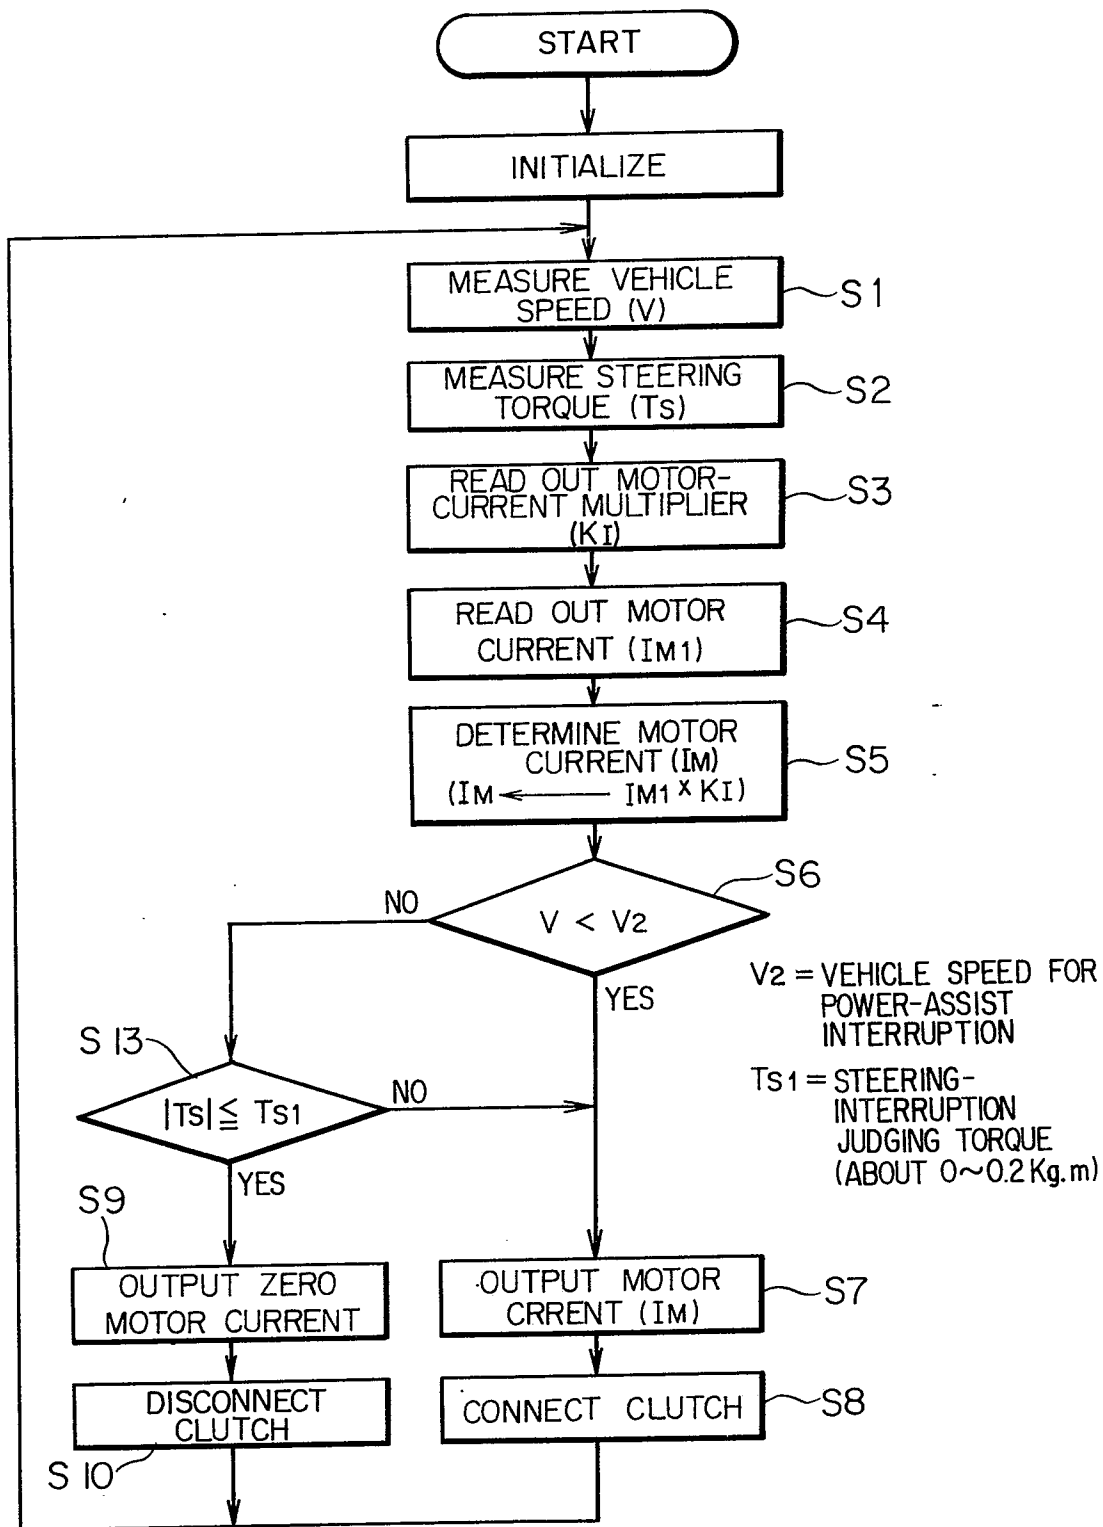 START
INITIALIZE
MEASURE VEHICLE
SPEED (V)
S1
MEASURE STEERING
TORQUE (Ts)
S2
READ OUT MOTOR-
CURRENT MULTIPLIER
(KI)
S3
READ OUT MOTOR
CURRENT (IM1)
S4
DETERMINE MOTOR
CURRENT (IM)
(IM ← IM1 x KI)
S5
S6
V < V2
NO
YES
V2 = VEHICLE SPEED FOR
POWER-ASSIST
INTERRUPTION
Ts1 = STEERING-
INTERRUPTION
JUDGING TORQUE
(ABOUT 0~0.2Kg.m)
S13
|Ts| ≦ Ts1
NO
YES
S9
OUTPUT ZERO
MOTOR CURRENT
OUTPUT MOTOR
CRRENT (IM)
S7
DISCONNECT
CLUTCH
S10
CONNECT CLUTCH
S8